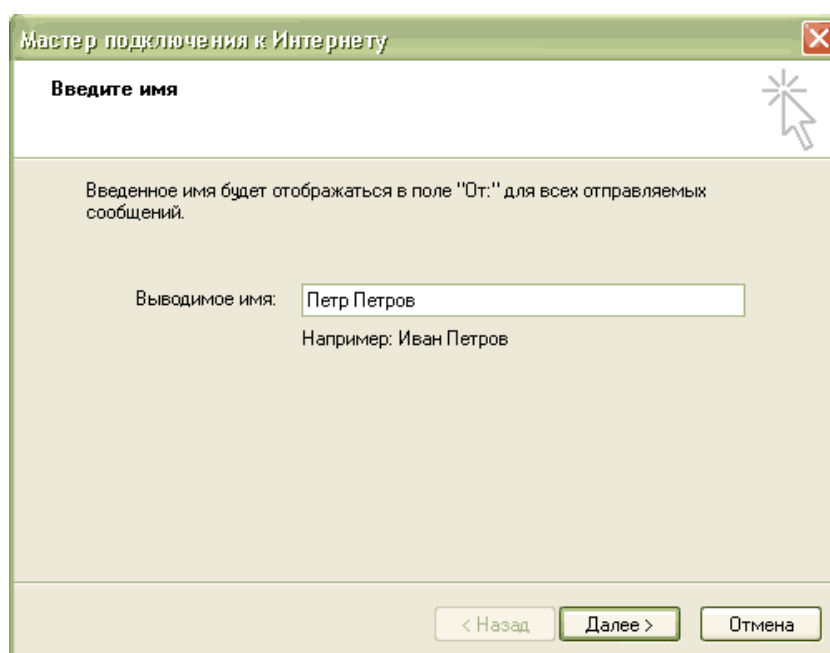 Мастер подключения к Интернету
Введите имя
Введенное имя будет отображаться в поле "От:" для всех отправляемых
сообщений.
Выводимое имя: Петр Петров
Например: Иван Петров
< Назад Далее > Отмена